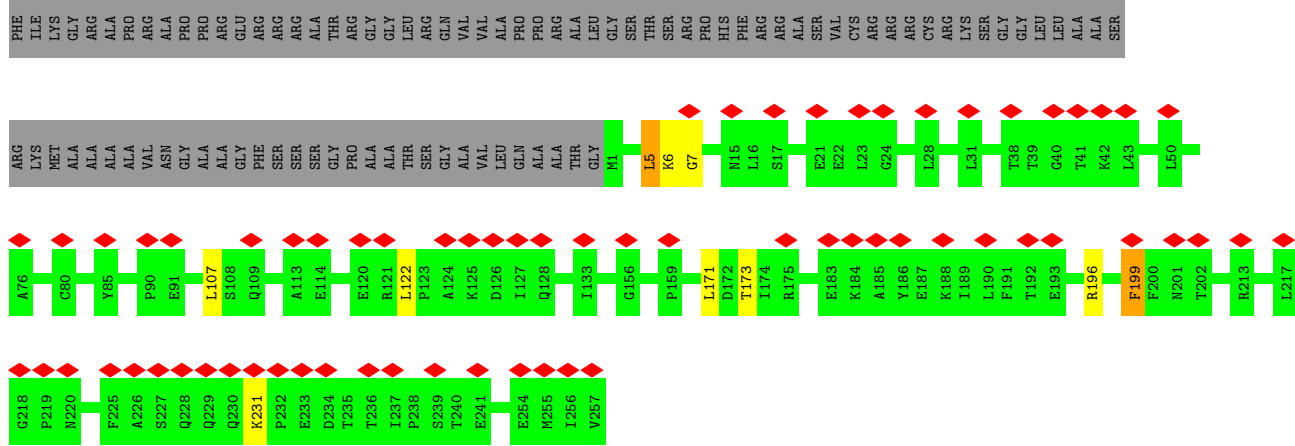 PHE ILE LYS GLY ARG ALA PRO ARG ALA PRO PRO ARG GLU ARG ARG ARG ALA THR ARG GLY GLY LEU ARG GLN VAL VAL ALA PRO PRO ARG ALA LEU GLY SER THR SER ARG PRO HIS PHE ARG ARG ALA SER VAL CYS ARG ARG ARG CYS ARG LYS SER GLY GLY LEU LEU ALA ALA SER
ARG LYS MET ALA ALA ALA ALA VAL ASN GLY ALA ALA GLY PHE SER SER SER GLY PRO ALA ALA THR SER GLY ALA VAL LEU GLN ALA ALA THR GLY M1 L5 K6 G7 N15 L16 S17 E21 E22 L23 G24 L28 L31 T38 T39 G40 T41 K42 L43 L50
A76 C80 Y85 P90 E91 L107 S108 Q109 A113 E114 E120 R121 L122 P123 A124 K125 D126 I127 Q128 I133 G156 P159 L171 D172 T173 I174 R175 E183 K184 A185 Y186 E187 K188 I189 L190 F191 T192 E193 R196 F199 F200 N201 T202 R213 L217
G218 P219 N220 F225 A226 S227 Q228 Q229 Q230 K231 P232 E233 D234 T235 T236 I237 P238 S239 T240 E241 E254 M255 I256 V257